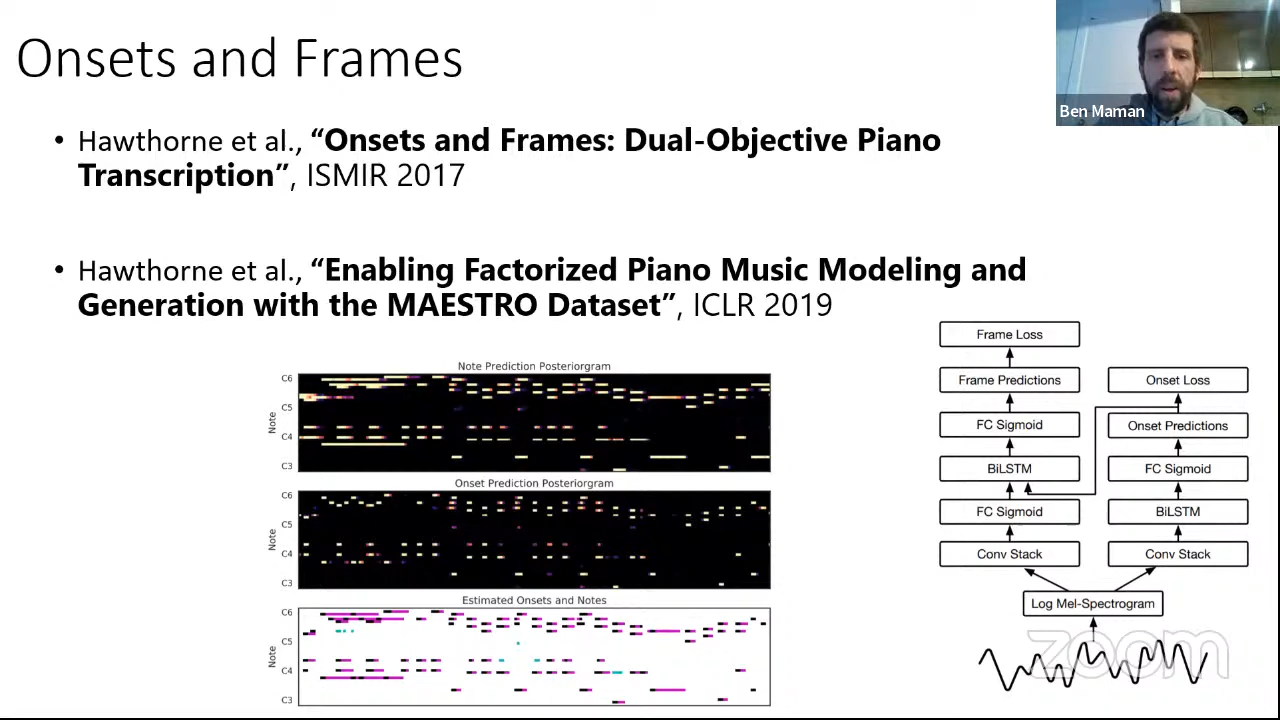 Onsets and Frames
Ben Maman
• Hawthorne et al., “Onsets and Frames: Dual-Objective Piano
Transcription”, ISMIR 2017
• Hawthorne et al., “Enabling Factorized Piano Music Modeling and
Generation with the MAESTRO Dataset”, ICLR 2019
Note Prediction Posteriorgram
C6
C5
C4
C3
Note
Onset Prediction Posteriorgram
C6
C5
C4
C3
Note
Estimated Onsets and Notes
C6
C5
C4
C3
Note
Frame Loss
Frame Predictions
Onset Loss
FC Sigmoid
Onset Predictions
BiLSTM
FC Sigmoid
FC Sigmoid
BiLSTM
Conv Stack
Conv Stack
Log Mel-Spectrogram
zoom